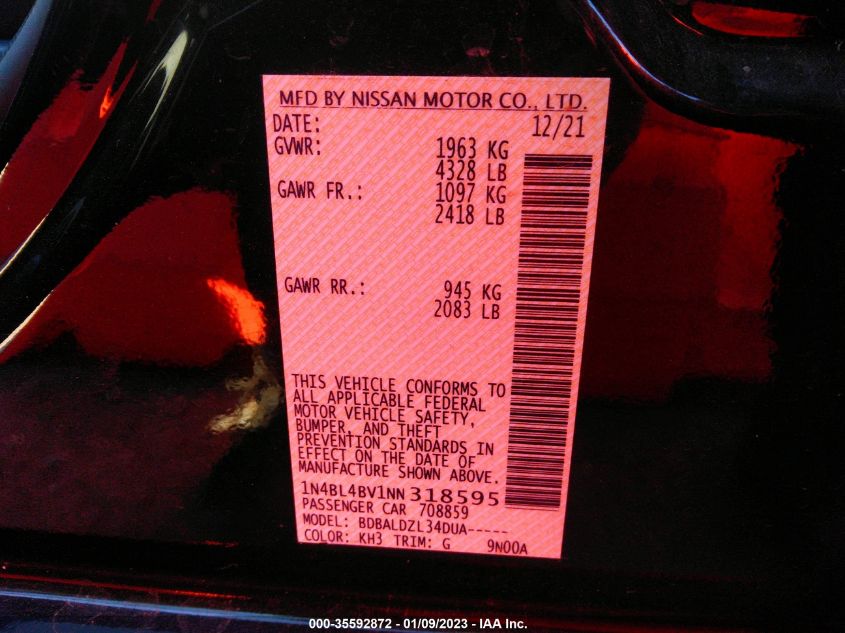 MFD BY NISSAN MOTOR CO., LTD.
DATE: 12/21
GVWR: 1963 KG
4328 LB
GAWR FR.: 1097 KG
2418 LB
GAWR RR.: 945 KG
2083 LB
THIS VEHICLE CONFORMS TO
ALL APPLICABLE FEDERAL
MOTOR VEHICLE SAFETY,
BUMPER, AND THEFT
PREVENTION STANDARDS IN
EFFECT ON THE DATE OF
MANUFACTURE SHOWN ABOVE.
1N4BL4BV1NN318595
PASSENGER CAR 708859
MODEL: BDBALDZL34DUA-----
COLOR: KH3 TRIM: G 9N00A
000-35592872 - 01/09/2023 - IAA Inc.